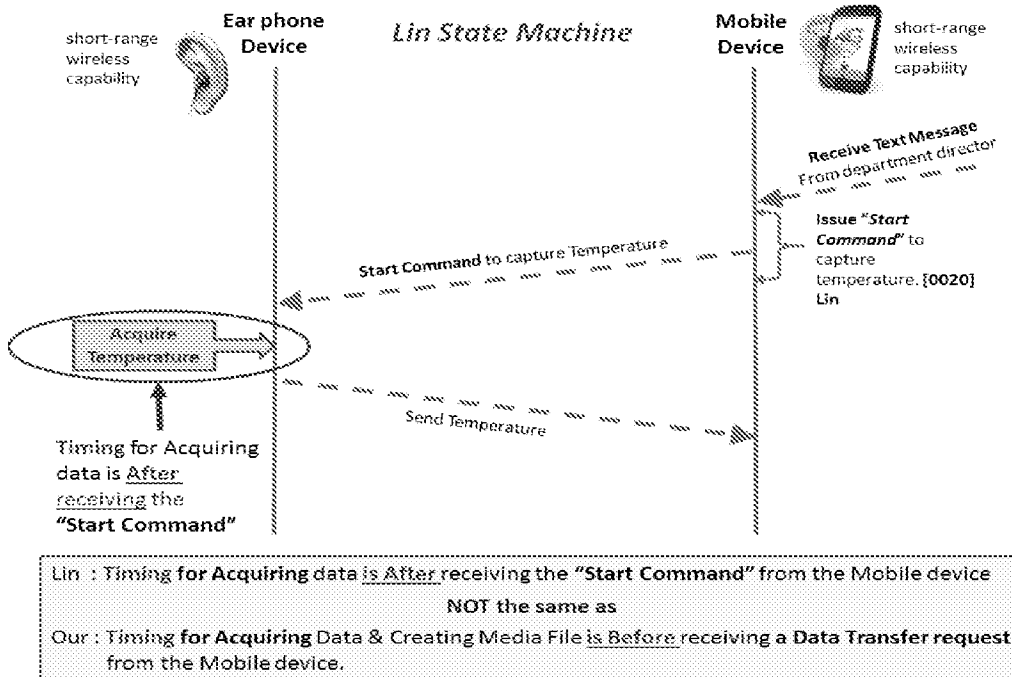 Ear phone
Device
Lin State Machine
Mobile
Device
short-range
wireless
capability
short-range
wireless
capability
Receive Text Message
From department director
Issue "Start
Command" to
capture
temperature. [0020]
Lin
Start Command to capture Temperature
Acquire
Temperature
Send Temperature
Timing for Acquiring
data is After
receiving the
"Start Command"
Lin : Timing for Acquiring data is After receiving the "Start Command" from the Mobile device
NOT the same as
Our : Timing for Acquiring Data & Creating Media File is Before receiving a Data Transfer request
from the Mobile device.